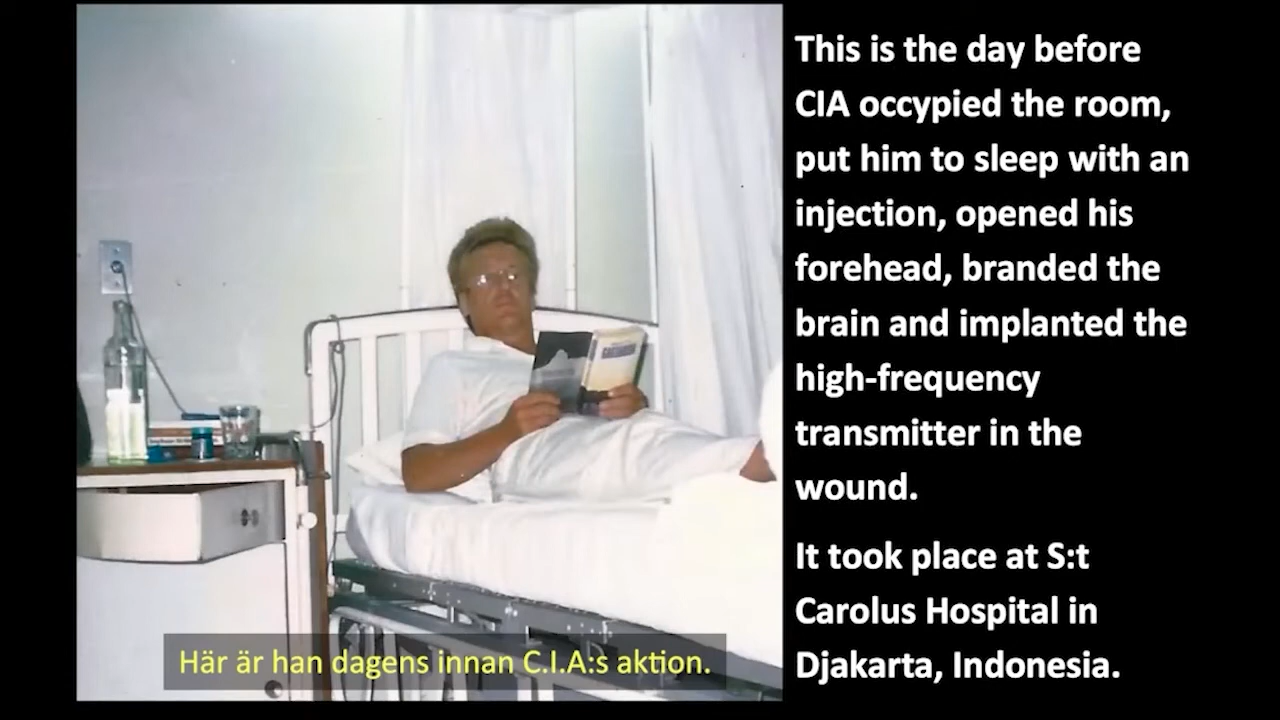 This is the day before
CIA occypied the room,
put him to sleep with an
injection, opened his
forehead, branded the
brain and implanted the
high-frequency
transmitter in the
wound.
It took place at S:t
Carolus Hospital in
Djakarta, Indonesia.
Här är han dagens innan C.I.A:s aktion.